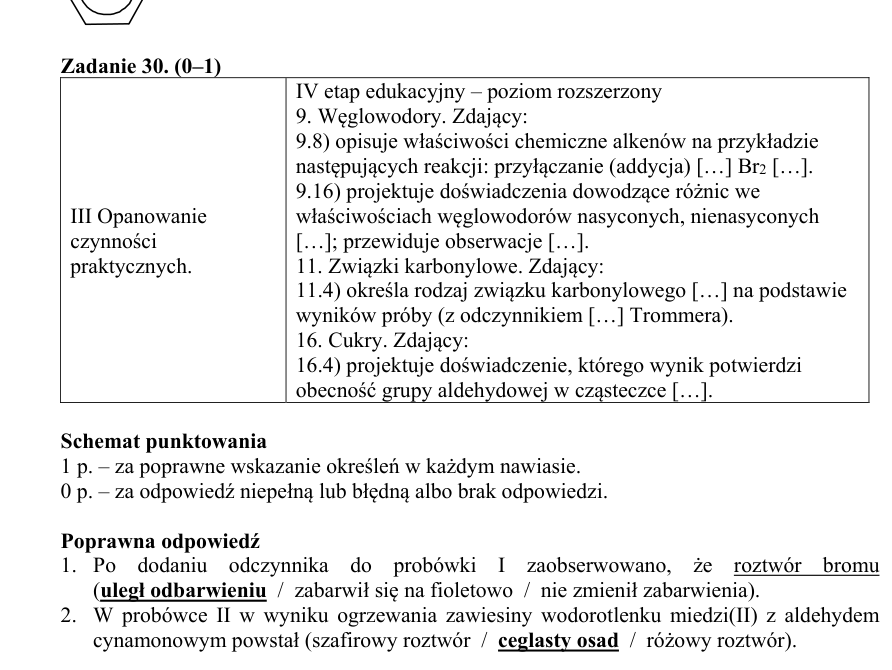 Zadanie 30. (0–1)
III Opanowanie
czynności
praktycznych.
IV etap edukacyjny – poziom rozszerzony
9. Węglowodory. Zdający:
9.8) opisuje właściwości chemiczne alkenów na przykładzie
następujących reakcji: przyłączanie (addycja) […] Br2 […].
9.16) projektuje doświadczenia dowodzące różnic we
właściwościach węglowodorów nasyconych, nienasyconych
[…]; przewiduje obserwacje […].
11. Związki karbonylowe. Zdający:
11.4) określa rodzaj związku karbonylowego […] na podstawie
wyników próby (z odczynnikiem […] Trommera).
16. Cukry. Zdający:
16.4) projektuje doświadczenie, którego wynik potwierdzi
obecność grupy aldehydowej w cząsteczce […].
Schemat punktowania
1 p. – za poprawne wskazanie określeń w każdym nawiasie.
0 p. – za odpowiedź niepełną lub błędną albo brak odpowiedzi.
Poprawna odpowiedź
1. Po dodaniu odczynnika do probówki I zaobserwowano, że roztwór bromu
(uległ odbarwieniu / zabarwił się na fioletowo / nie zmienił zabarwienia).
2. W probówce II w wyniku ogrzewania zawiesiny wodorotlenku miedzi(II) z aldehydem
cynamonowym powstał (szafirowy roztwór / ceglasty osad / różowy roztwór).